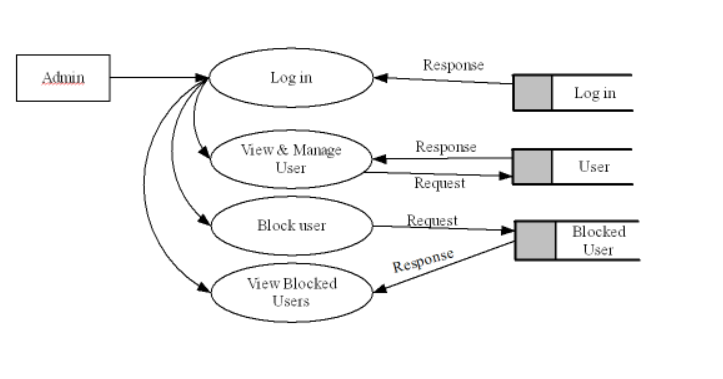 Admin
Log in
Response
Log in
View & Manage
User
Response
Request
User
Block user
Request
Blocked
User
Response
View Blocked
Users